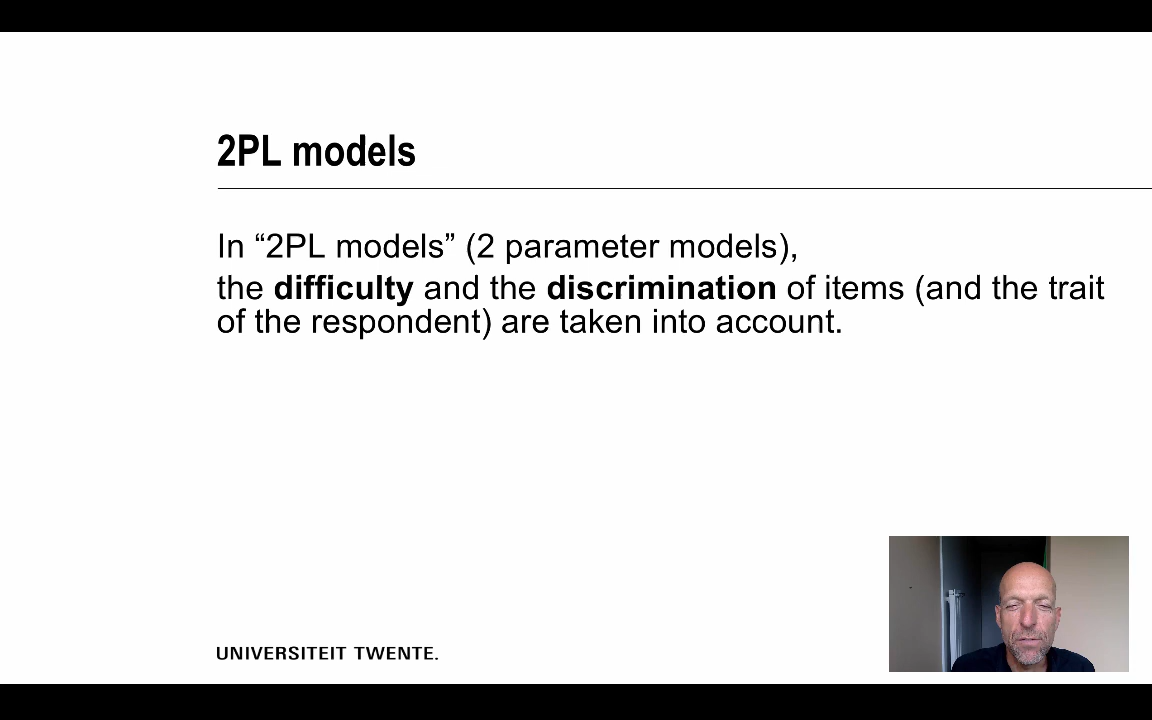 2PL models
In “2PL models” (2 parameter models),
the difficulty and the discrimination of items (and the trait
of the respondent) are taken into account.
UNIVERSITEIT TWENTE.